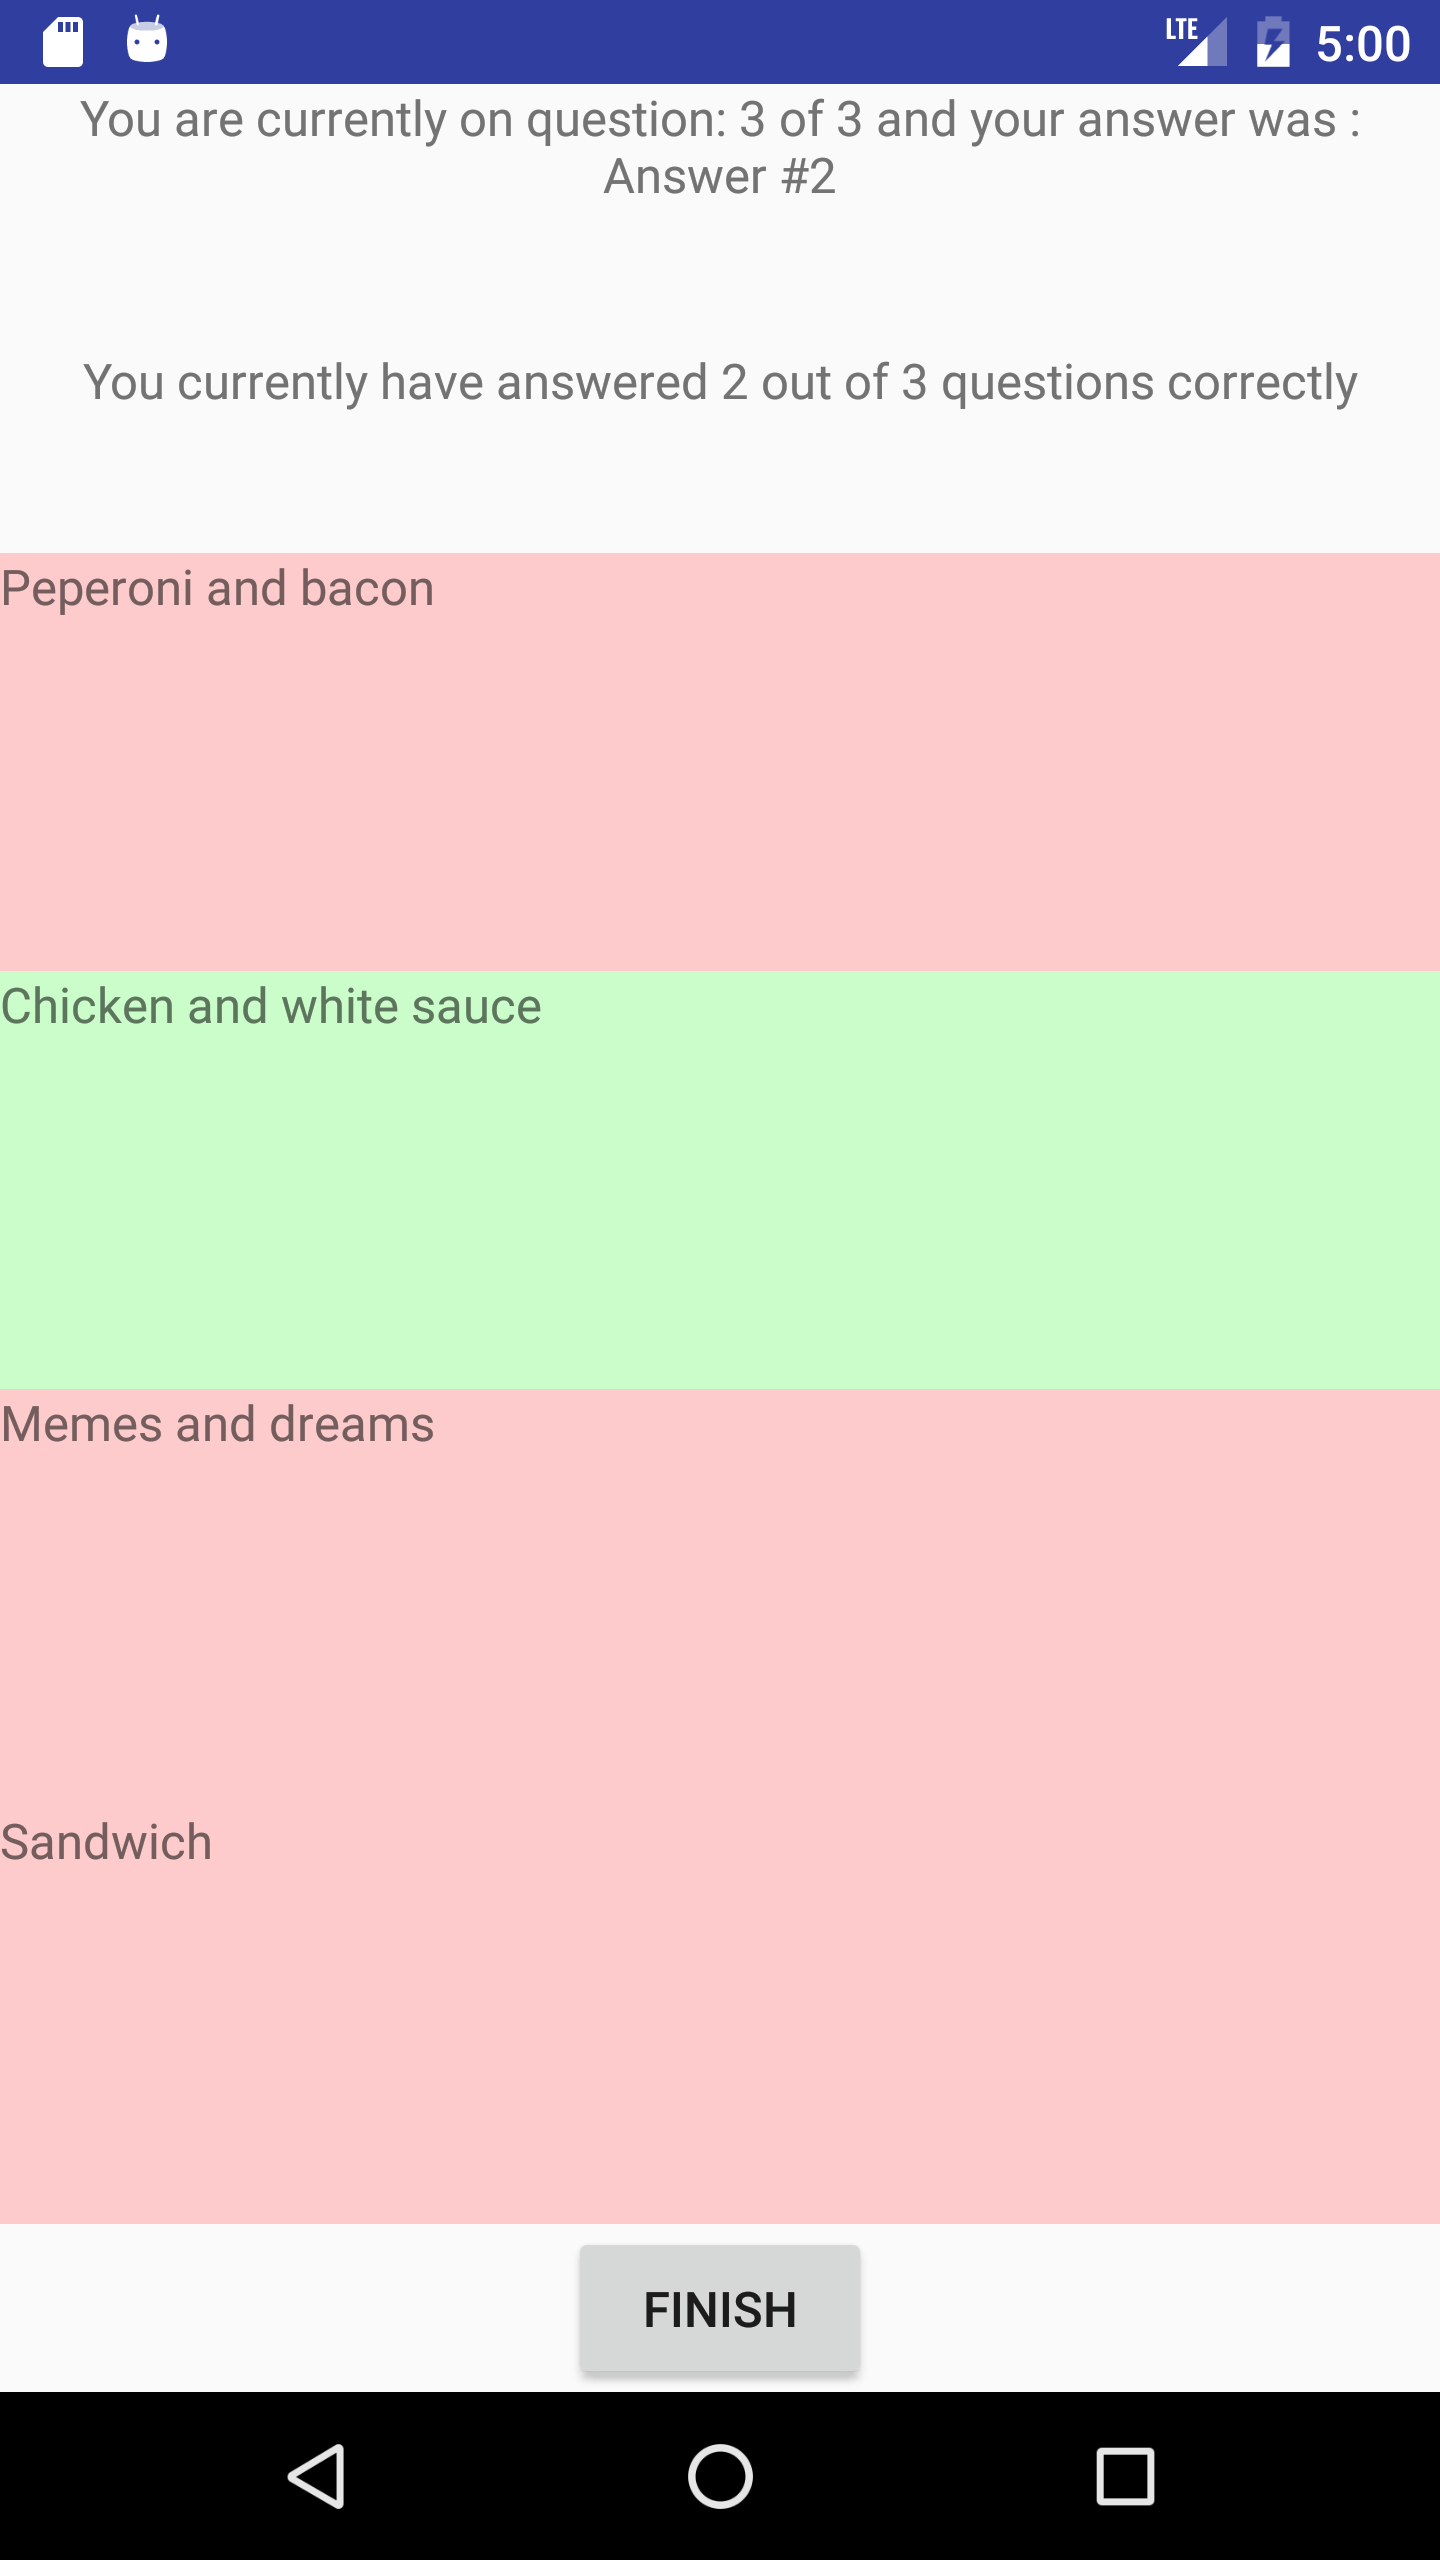 LTE 5:00
You are currently on question: 3 of 3 and your answer was :
Answer #2
You currently have answered 2 out of 3 questions correctly
Peperoni and bacon
Chicken and white sauce
Memes and dreams
Sandwich
FINISH